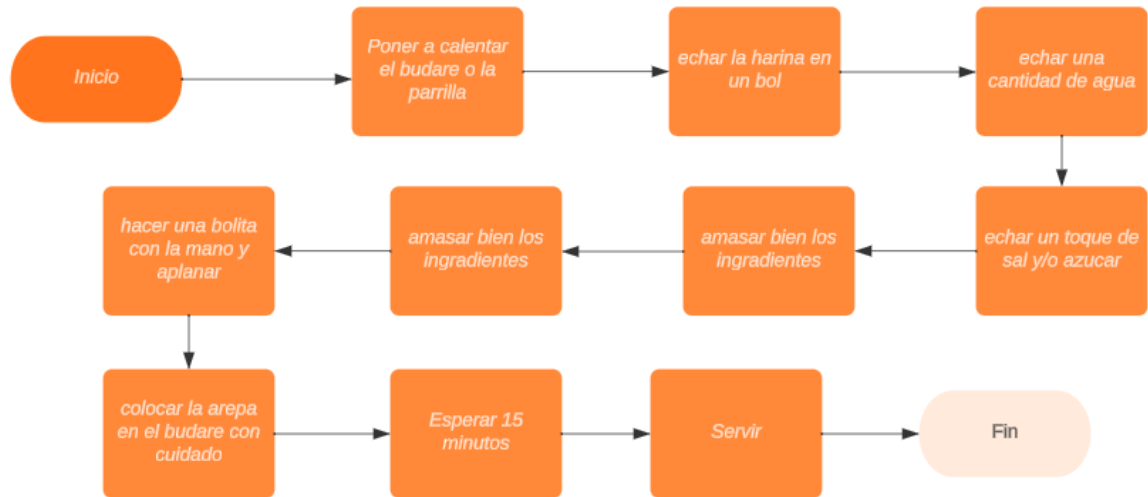 Inicio
Poner a calentar
el budare o la
parrilla
echar la harina en
un bol
echar una
cantidad de agua
echar un toque de
sal y/o azucar
amasar bien los
ingredientes
amasar bien los
ingredientes
hacer una bolita
con la mano y
aplanar
colocar la arepa
en el budare con
cuidado
Esperar 15
minutos
Servir
Fin